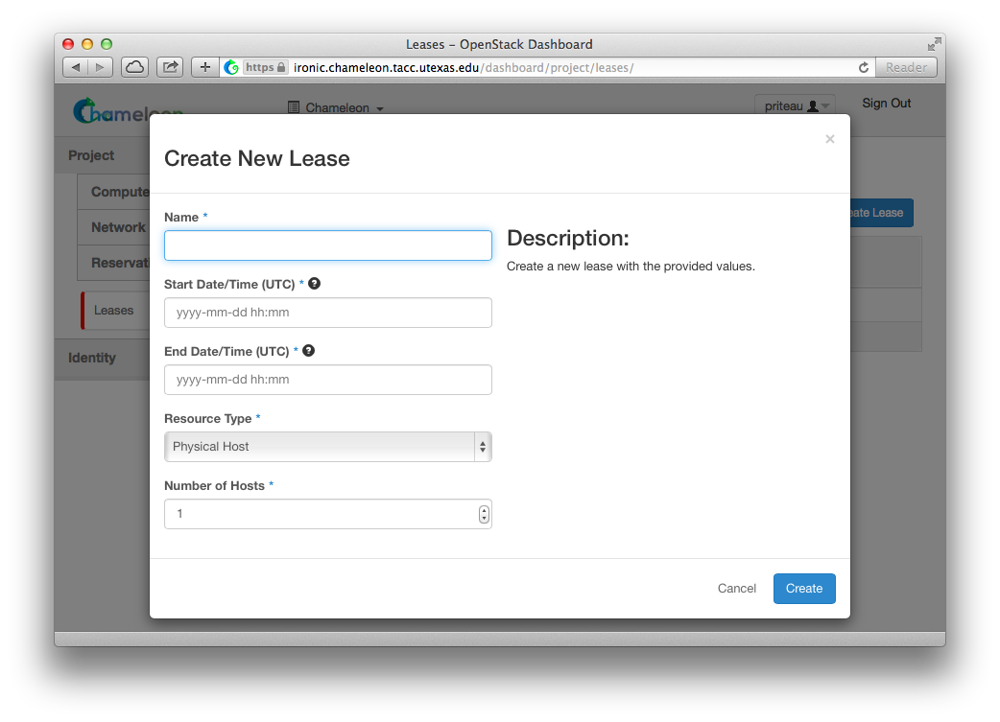 Leases – OpenStack Dashboard
https ironic.chameleon.tacc.utexas.edu/dashboard/project/leases/ Reader
Chameleon
Chameleon
priteau
Sign Out
Project
Compute
Network
Leases
Identity
Create New Lease
×
Name *
Start Date/Time (UTC) * ?
yyyy-mm-dd hh:mm
End Date/Time (UTC) * ?
yyyy-mm-dd hh:mm
Resource Type *
Physical Host
Number of Hosts *
1
Description:
Create a new lease with the provided values.
Cancel
Create
Lease